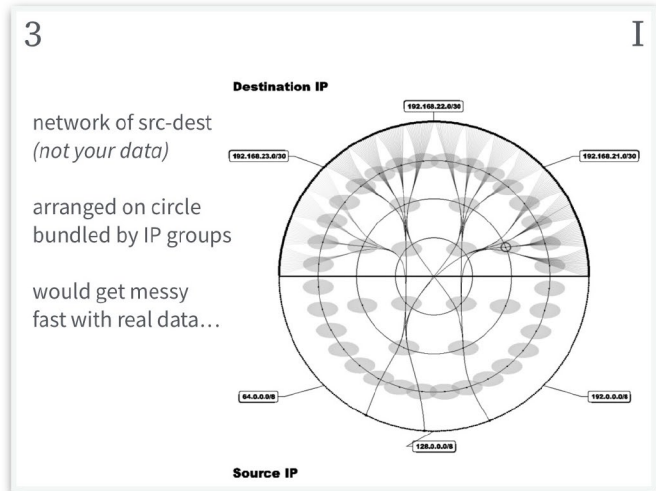 3
I
network of src-dest
(not your data)
arranged on circle
bundled by IP groups
would get messy
fast with real data…
Destination IP
192.168.22.0/30
192.168.23.0/30
192.168.21.0/30
64.0.0.0/8
192.0.0.0/8
128.0.0.0/8
Source IP